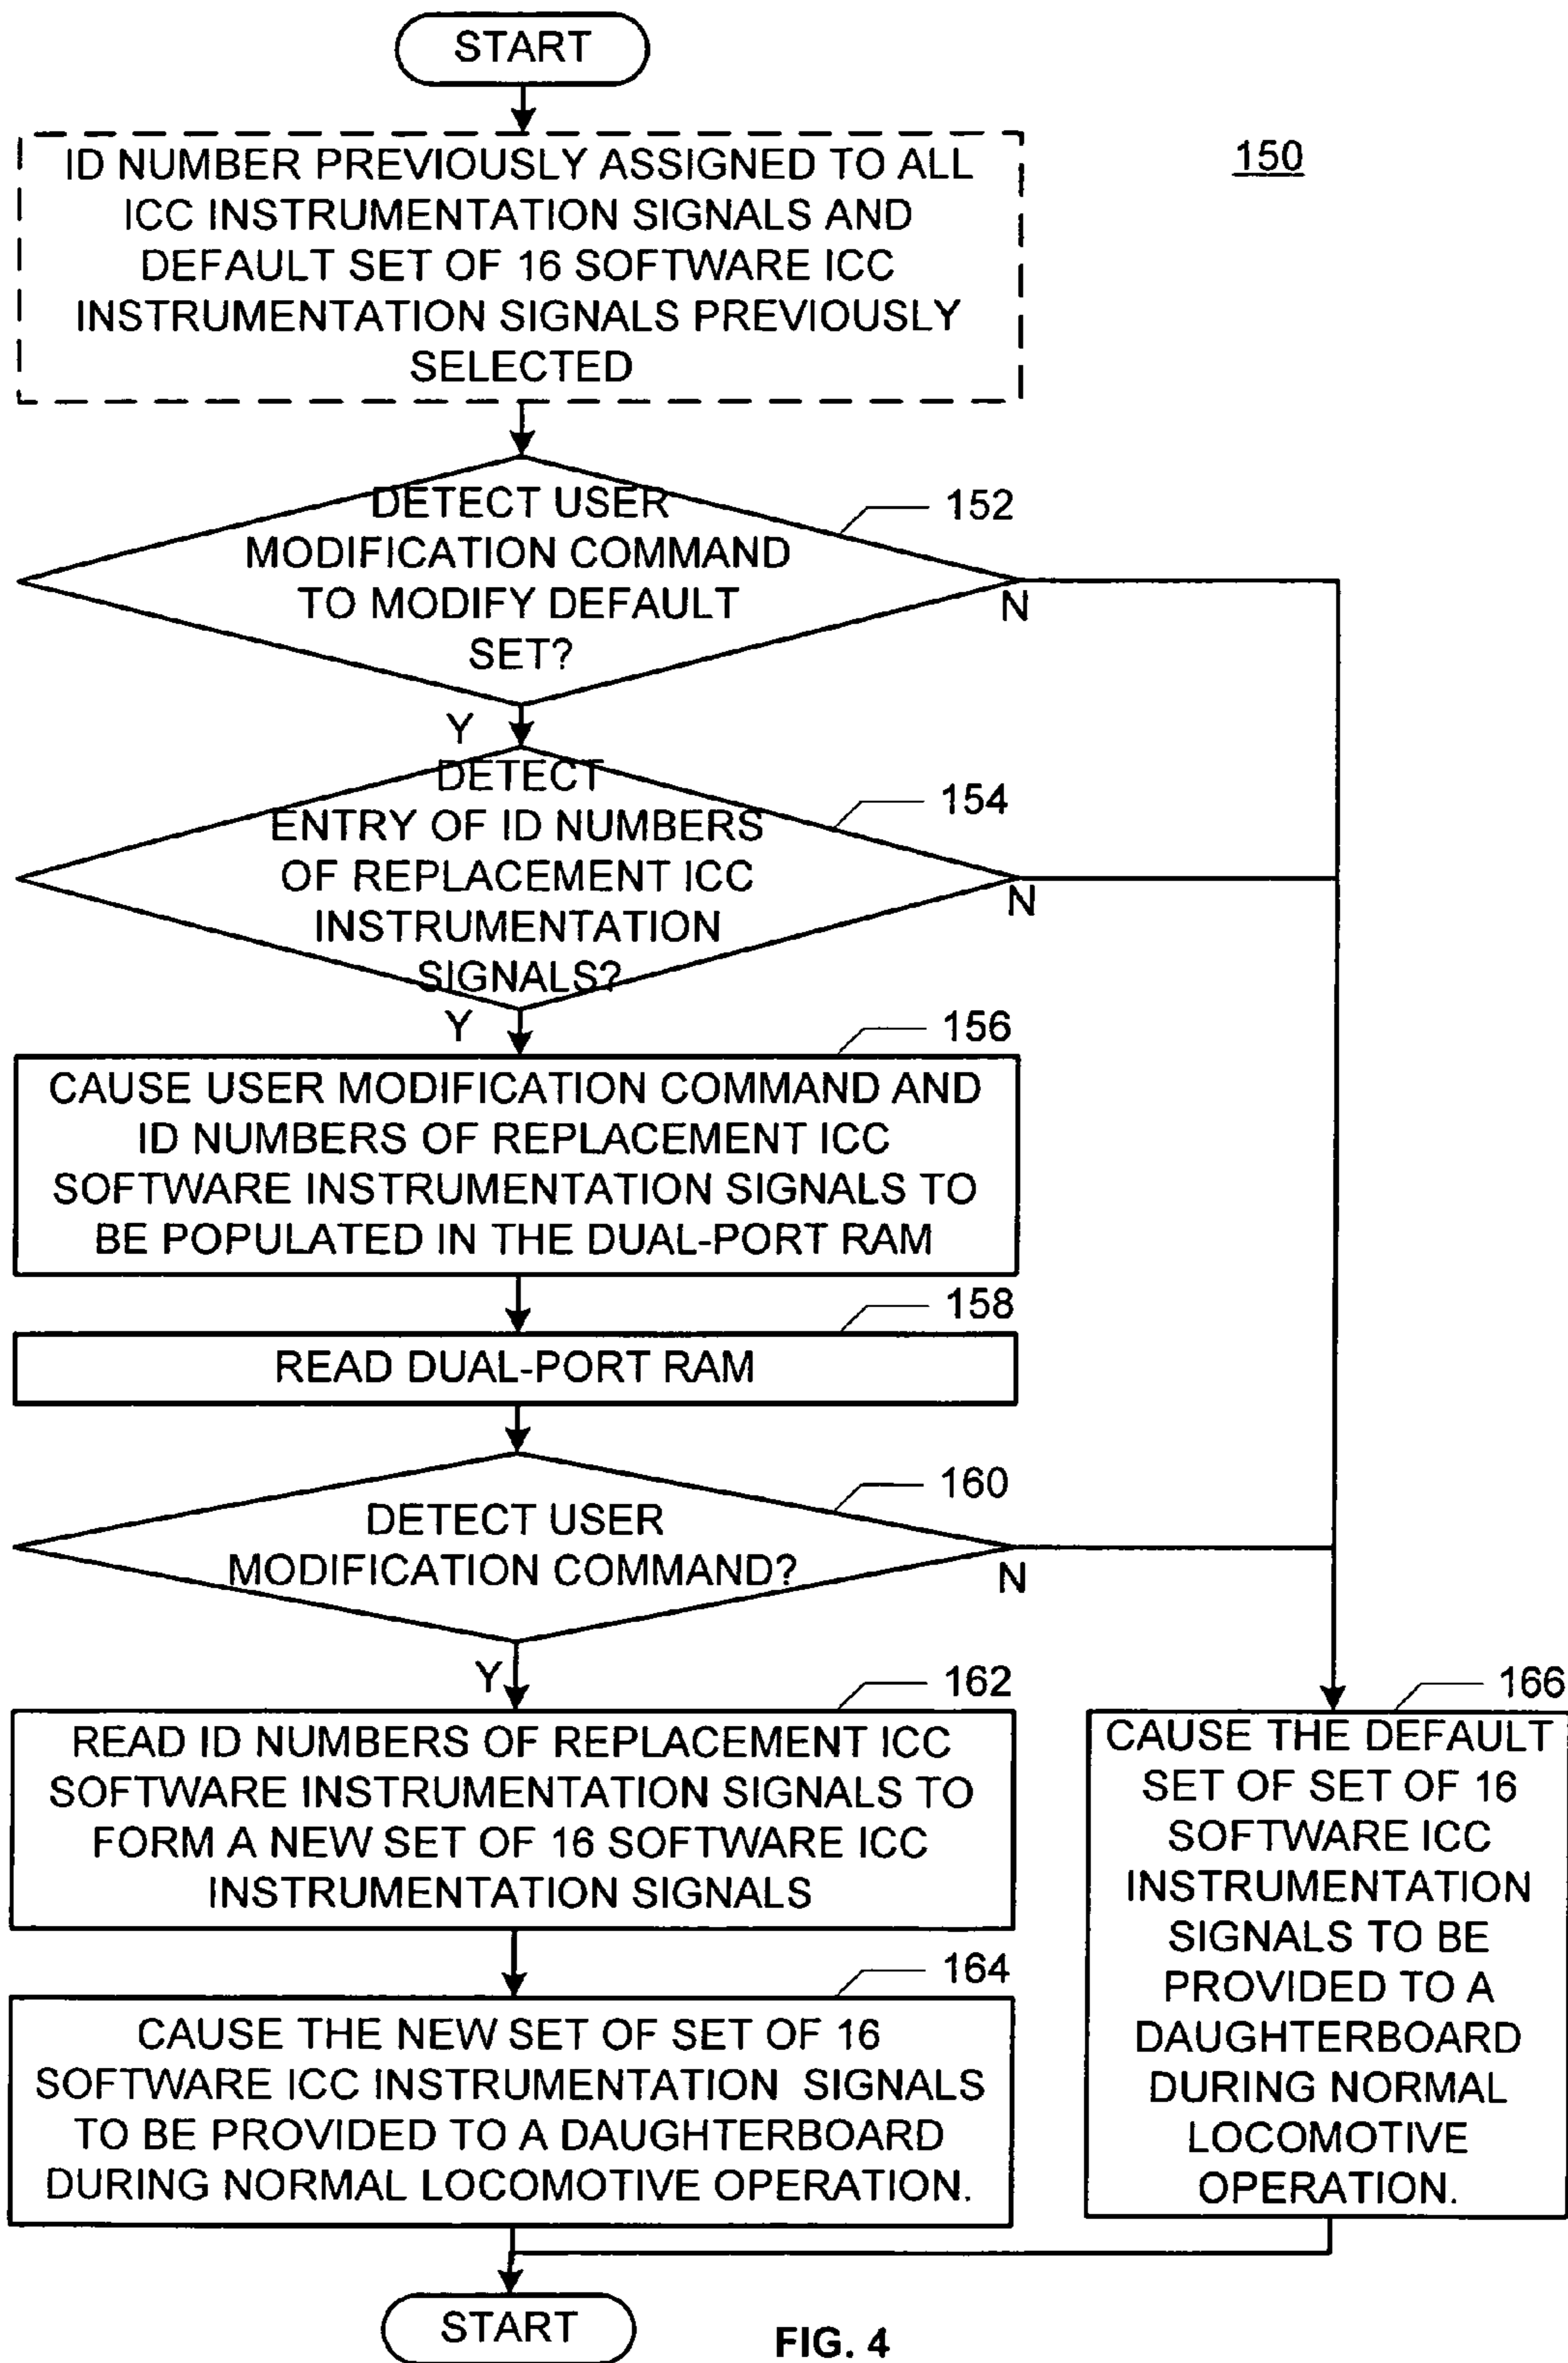 START
150
ID NUMBER PREVIOUSLY ASSIGNED TO ALL
ICC INSTRUMENTATION SIGNALS AND
DEFAULT SET OF 16 SOFTWARE ICC
INSTRUMENTATION SIGNALS PREVIOUSLY
SELECTED
152
DETECT USER
MODIFICATION COMMAND
TO MODIFY DEFAULT
SET?
N
Y
154
DETECT
ENTRY OF ID NUMBERS
OF REPLACEMENT ICC
INSTRUMENTATION
SIGNALS?
N
Y
156
CAUSE USER MODIFICATION COMMAND AND
ID NUMBERS OF REPLACEMENT ICC
SOFTWARE INSTRUMENTATION SIGNALS TO
BE POPULATED IN THE DUAL-PORT RAM
158
READ DUAL-PORT RAM
160
DETECT USER
MODIFICATION COMMAND?
N
Y
162
READ ID NUMBERS OF REPLACEMENT ICC
SOFTWARE INSTRUMENTATION SIGNALS TO
FORM A NEW SET OF 16 SOFTWARE ICC
INSTRUMENTATION SIGNALS
164
CAUSE THE NEW SET OF SET OF 16
SOFTWARE ICC INSTRUMENTATION SIGNALS
TO BE PROVIDED TO A DAUGHTERBOARD
DURING NORMAL LOCOMOTIVE OPERATION.
166
CAUSE THE DEFAULT
SET OF SET OF 16
SOFTWARE ICC
INSTRUMENTATION
SIGNALS TO BE
PROVIDED TO A
DAUGHTERBOARD
DURING NORMAL
LOCOMOTIVE
OPERATION.
START
FIG. 4